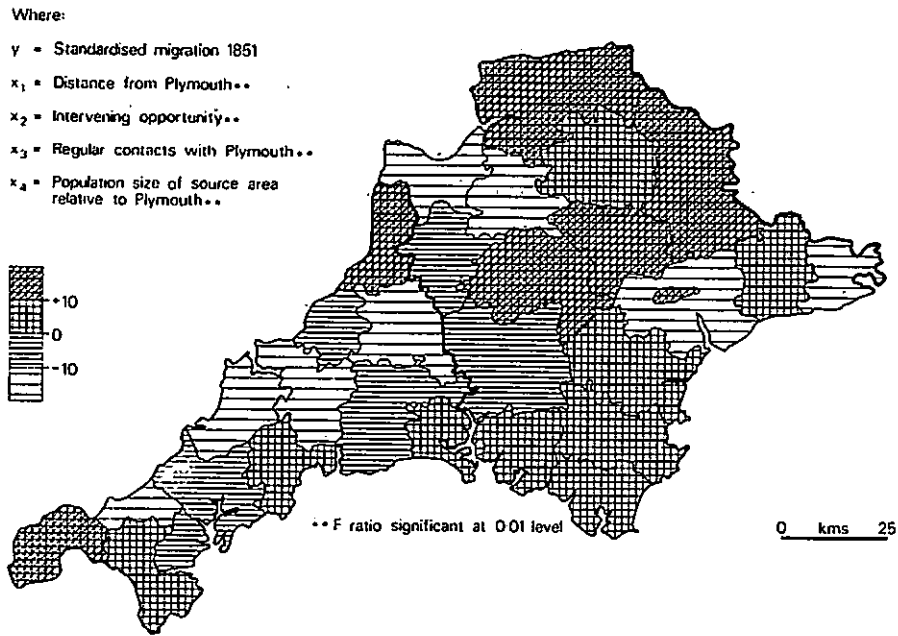 Where:
y = Standardised migration 1851
x₁ = Distance from Plymouth••
x₂ = Intervening opportunity••
x₃ = Regular contacts with Plymouth••
x₄ = Population size of source area
relative to Plymouth••
+10
0
-10
•• F ratio significant at 0·01 level
0 kms 25